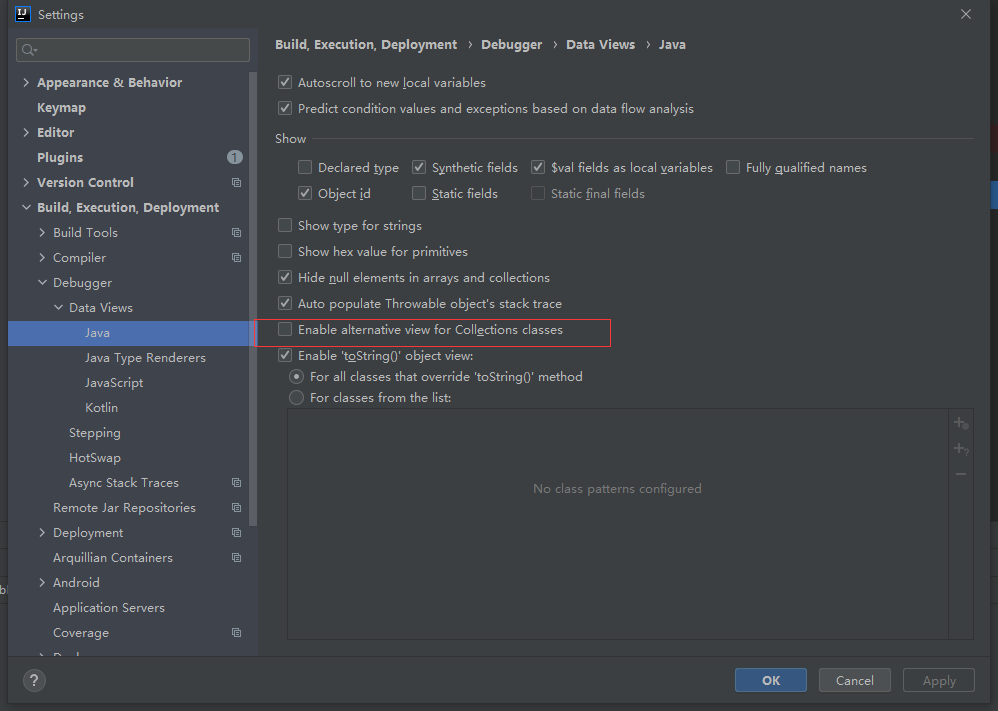 Settings
Build, Execution, Deployment › Debugger › Data Views › Java
Appearance & Behavior
Keymap
Editor
Plugins 1
Version Control
Build, Execution, Deployment
Build Tools
Compiler
Debugger
Data Views
Java
Java Type Renderers
JavaScript
Kotlin
Stepping
HotSwap
Async Stack Traces
Remote Jar Repositories
Deployment
Arquillian Containers
Android
Application Servers
Coverage
Autoscroll to new local variables
Predict condition values and exceptions based on data flow analysis
Show
Declared type Synthetic fields $val fields as local variables Fully qualified names
Object id Static fields Static final fields
Show type for strings
Show hex value for primitives
Hide null elements in arrays and collections
Auto populate Throwable object's stack trace
Enable alternative view for Collections classes
Enable 'toString()' object view:
For all classes that override 'toString()' method
For classes from the list:
No class patterns configured
? OK Cancel Apply